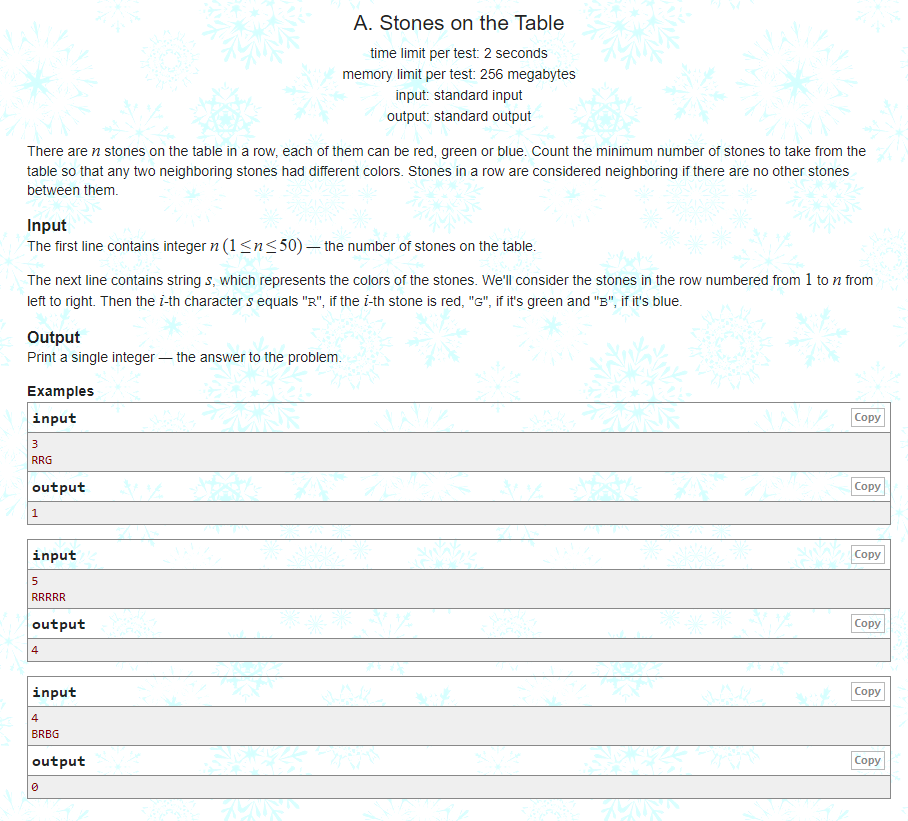 A. Stones on the Table
time limit per test: 2 seconds
memory limit per test: 256 megabytes
input: standard input
output: standard output
There are n stones on the table in a row, each of them can be red, green or blue. Count the minimum number of stones to take from the
table so that any two neighboring stones had different colors. Stones in a row are considered neighboring if there are no other stones
between them.
Input
The first line contains integer n (1 ≤ n ≤ 50) — the number of stones on the table.
The next line contains string s, which represents the colors of the stones. We'll consider the stones in the row numbered from 1 to n from
left to right. Then the i-th character s equals "R", if the i-th stone is red, "G", if it's green and "B", if it's blue.
Output
Print a single integer — the answer to the problem.
Examples
input Copy
3
RRG
output Copy
1
input Copy
5
RRRRR
output Copy
4
input Copy
4
BRBG
output Copy
0